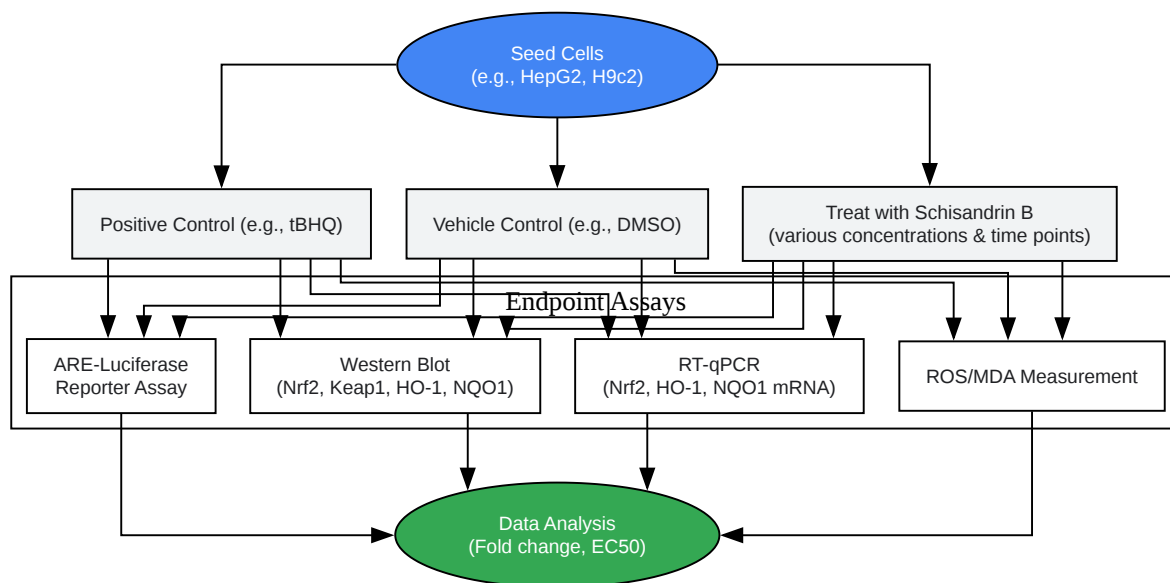 Seed Cells
(e.g., HepG2, H9c2)
Positive Control (e.g., tBHQ)
Vehicle Control (e.g., DMSO)
Treat with Schisandrin B
(various concentrations & time points)
Endpoint Assays
ARE-Luciferase
Reporter Assay
Western Blot
(Nrf2, Keap1, HO-1, NQO1)
RT-qPCR
(Nrf2, HO-1, NQO1 mRNA)
ROS/MDA Measurement
Data Analysis
(Fold change, EC50)